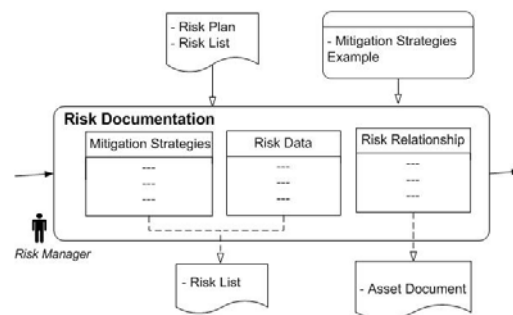 - Risk Plan
- Risk List
- Mitigation Strategies
Example
Risk Documentation
Mitigation Strategies
---
---
---
Risk Data
---
---
---
Risk Relationship
---
---
---
Risk Manager
- Risk List
- Asset Document